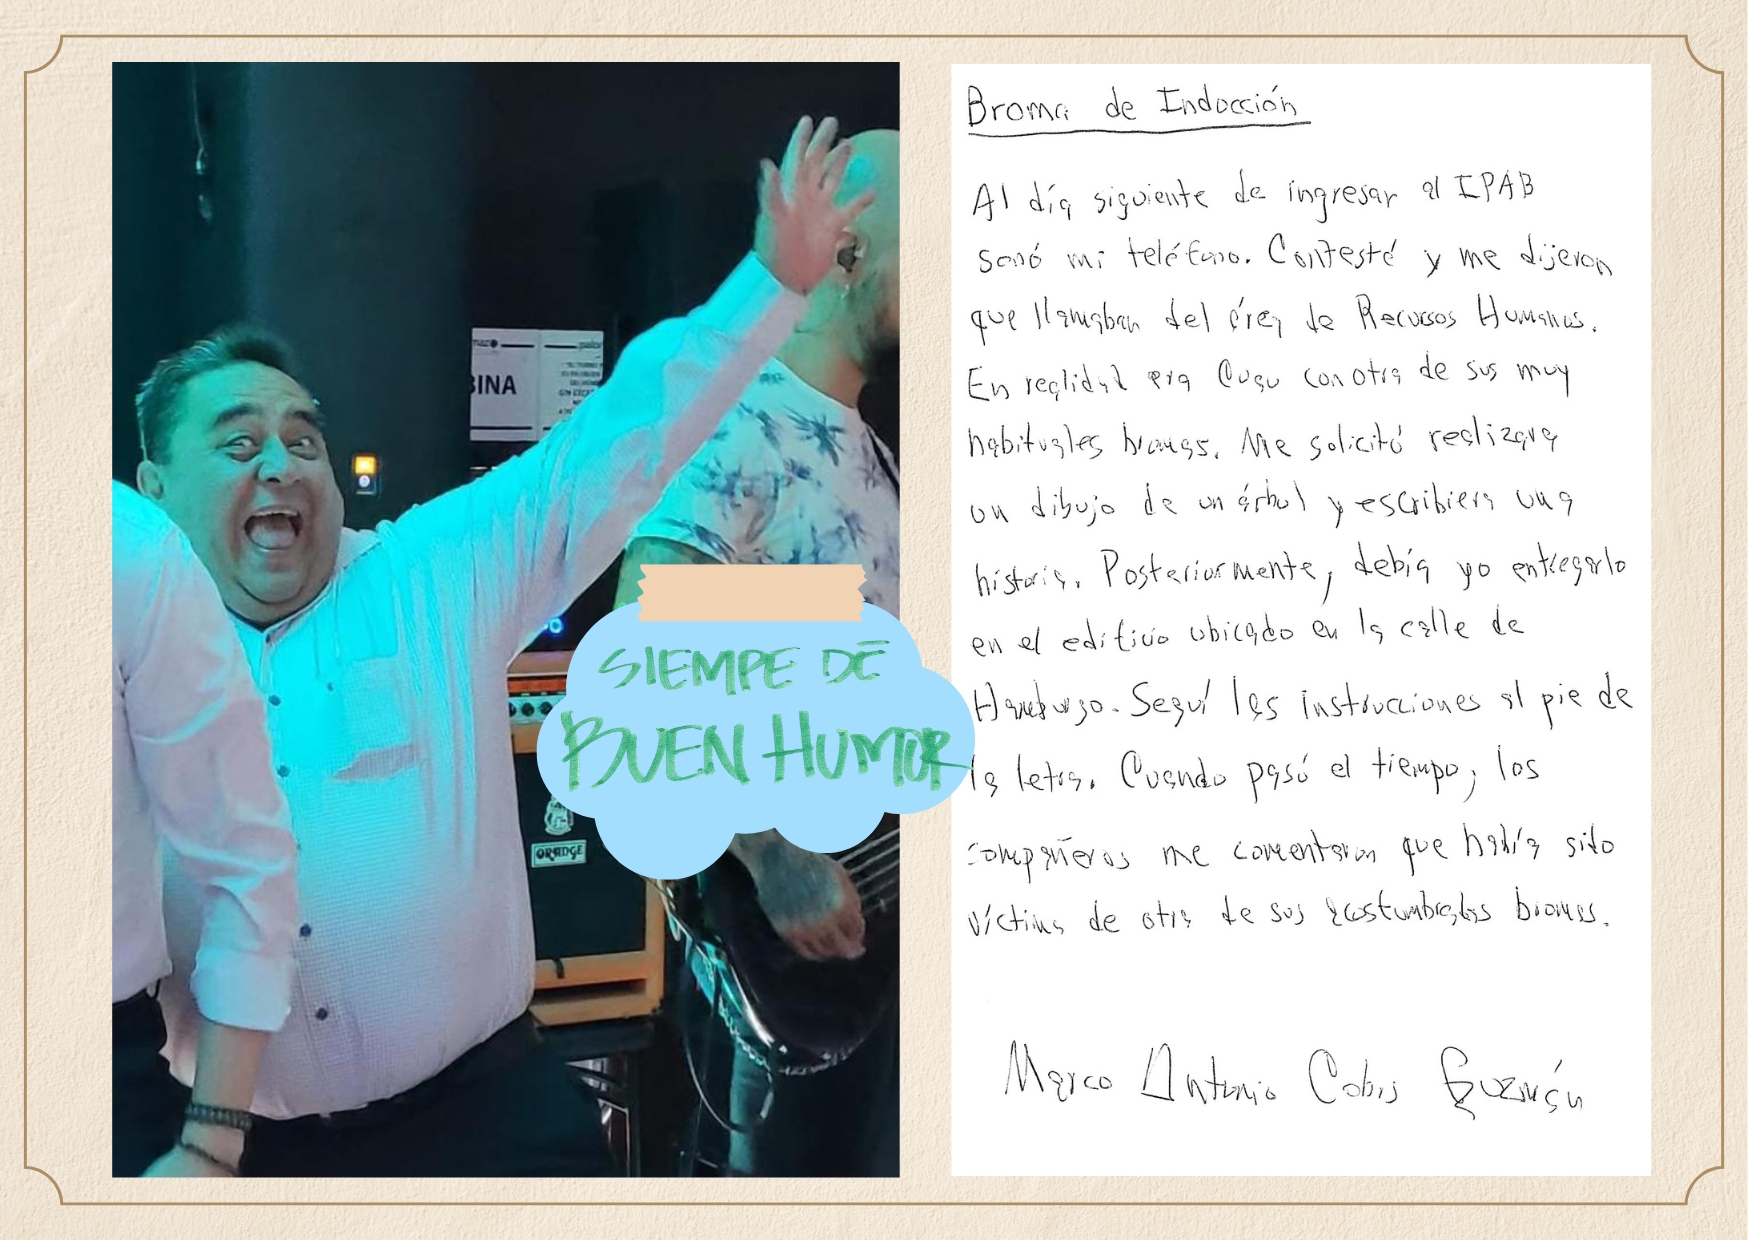 BINA
ORANGE
SIEMPE DE
BUEN HUMOR
Broma de Inducción
Al día siguiente de ingresar al IPAB
sonó mi teléfono. Contesté y me dijeron
que llamaban del área de Recursos Humanos.
En realidad era Cucu con otra de sus muy
habituales bromas. Me solicitó realizara
un dibujo de un árbol y escribiera una
historia. Posteriormente, debía yo entregarlo
en el edificio ubicado en la calle de
Hamburgo. Seguí las instrucciones al pie de
la letra. Cuando pasó el tiempo, los
compañeros me comentaron que había sido
víctima de otra de sus acostumbradas bromas.
Marco Antonio Cobis Guzmán